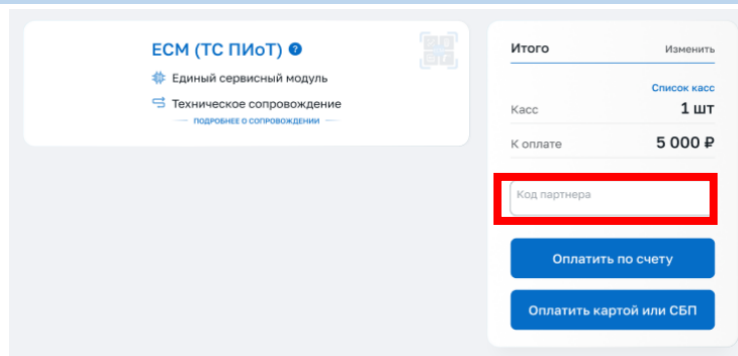 ЕСМ (ТС ПИоТ) ?
Единый сервисный модуль
Техническое сопровождение
ПОДРОБНЕЕ О СОПРОВОЖДЕНИИ
Итого Изменить
Список касс
Касс 1 шт
К оплате 5 000 ₽
Код партнера
Оплатить по счету
Оплатить картой или СБП